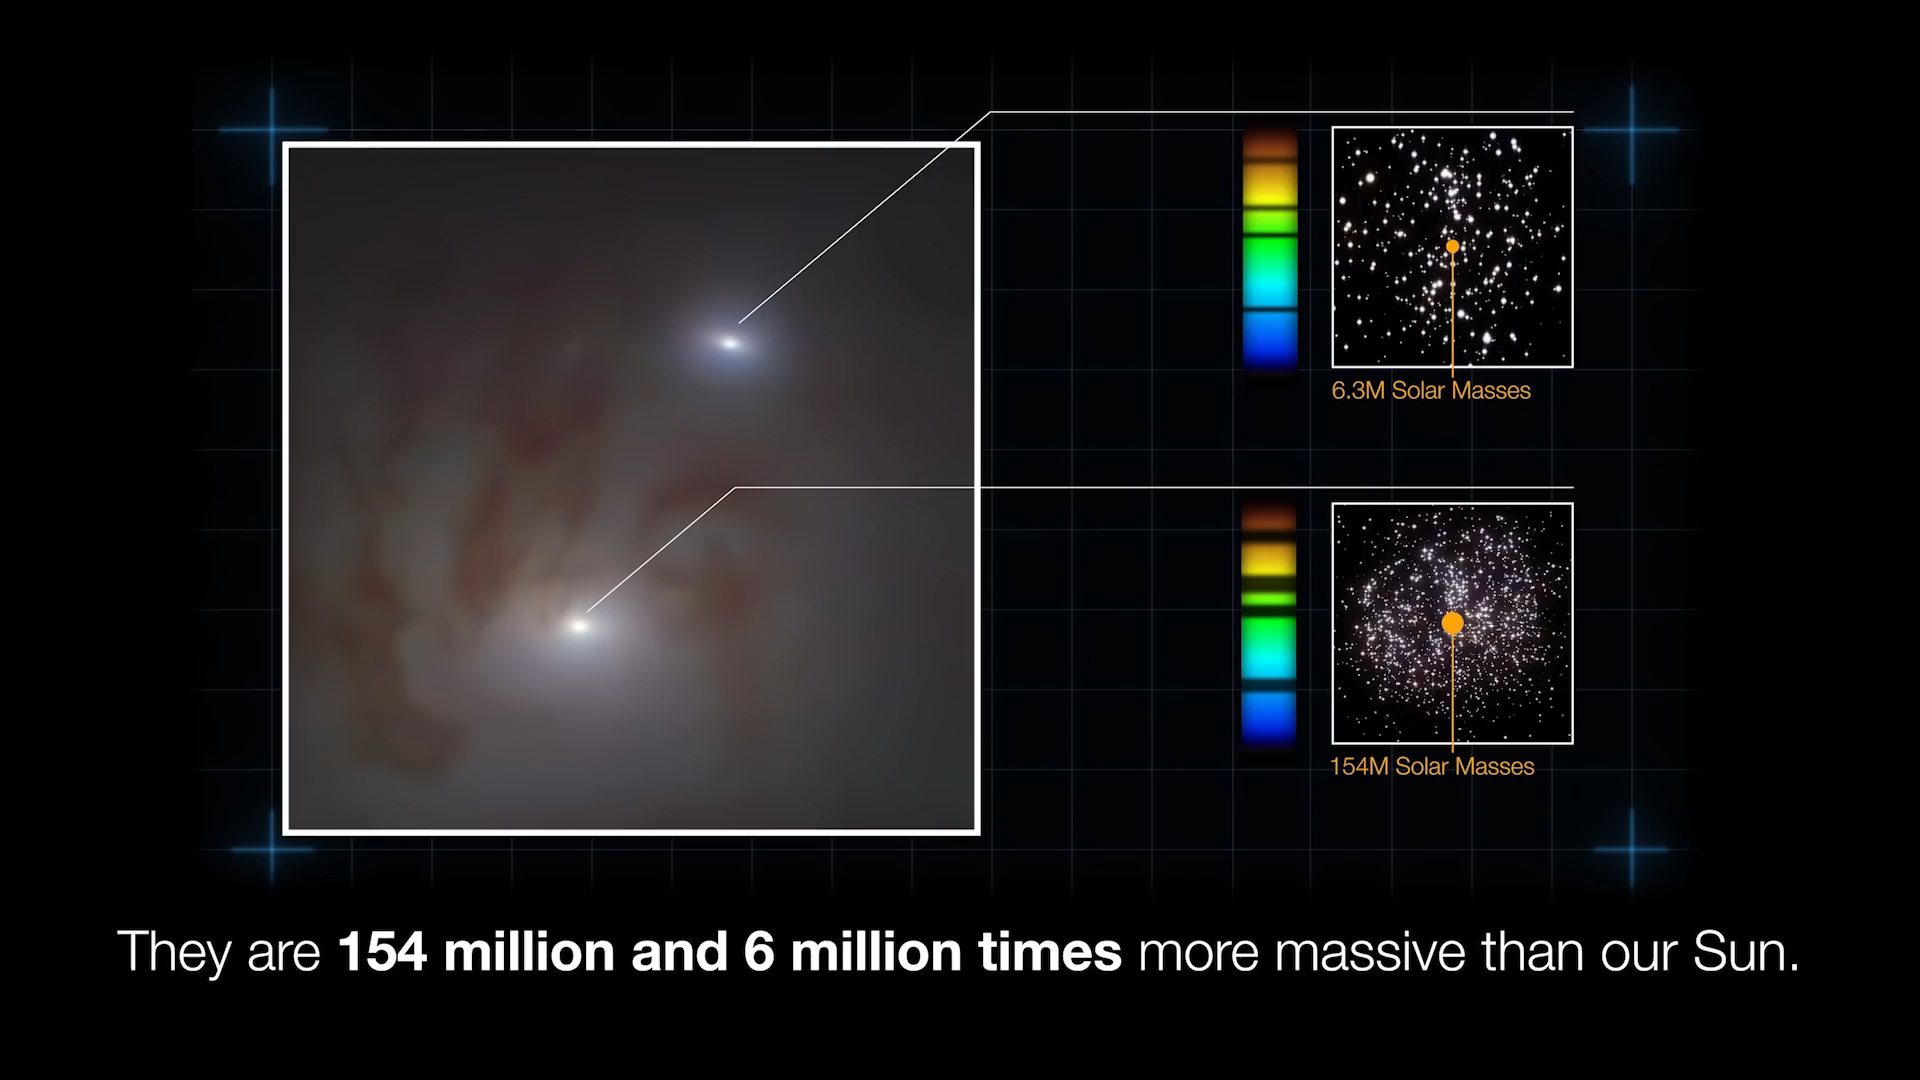 6.3M Solar Masses
154M Solar Masses
They are 154 million and 6 million times more massive than our Sun.